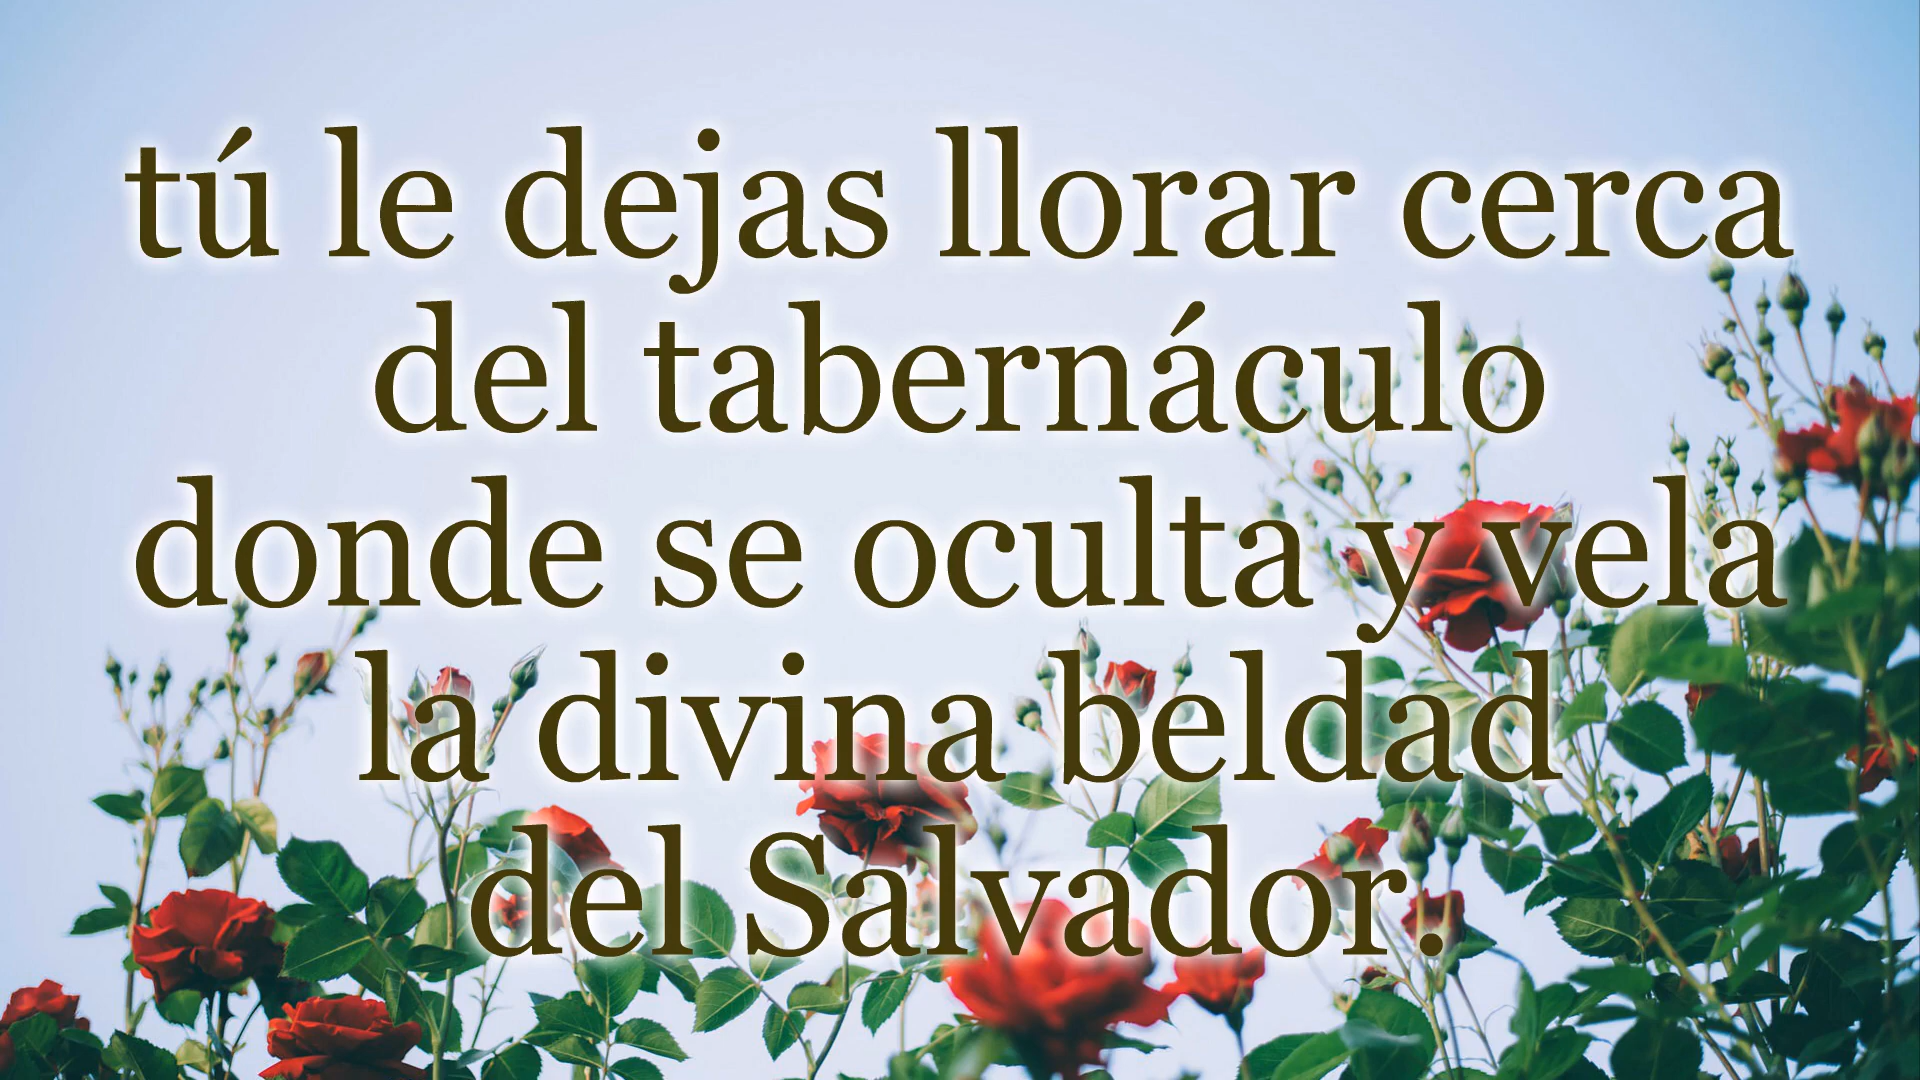 tú le dejas llorar cerca
del tabernáculo
donde se oculta y vela
la divina beldad
del Salvador.